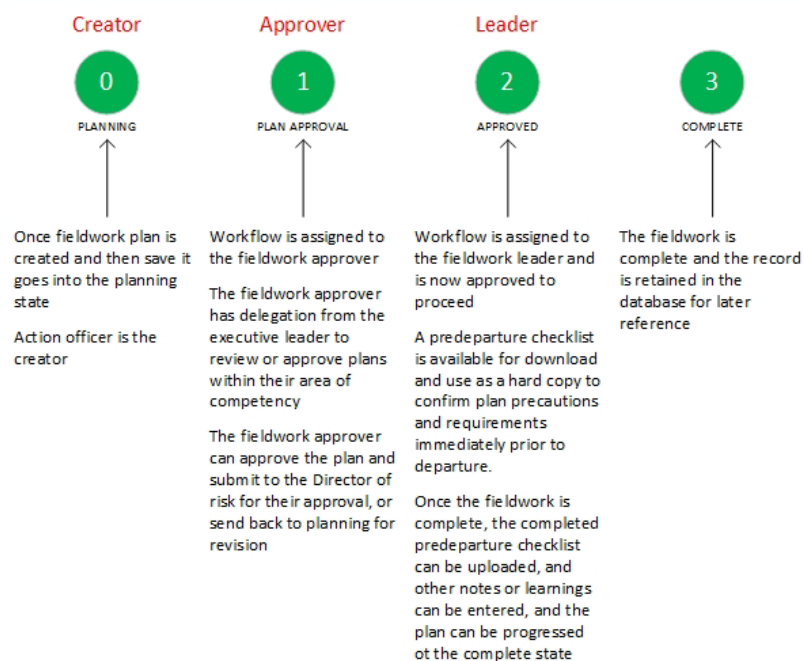 Creator
0
PLANNING
Once fieldwork plan is
created and then save it
goes into the planning
state
Action officer is the
creator
Approver
1
PLAN APPROVAL
Workflow is assigned to
the fieldwork approver
The fieldwork approver
has delegation from the
executive leader to
review or approve plans
within their area of
competency
The fieldwork approver
can approve the plan and
submit to the Director of
risk for their approval, or
send back to planning for
revision
Leader
2
APPROVED
Workflow is assigned to
the fieldwork leader and
is now approved to
proceed
A predeparture checklist
is available for download
and use as a hard copy to
confirm plan precautions
and requirements
immediately prior to
departure.
Once the fieldwork is
complete, the completed
predeparture checklist
can be uploaded, and
other notes or learnings
can be entered, and the
plan can be progressed
ot the complete state
3
COMPLETE
The fieldwork is
complete and the record
is retained in the
database for later
reference